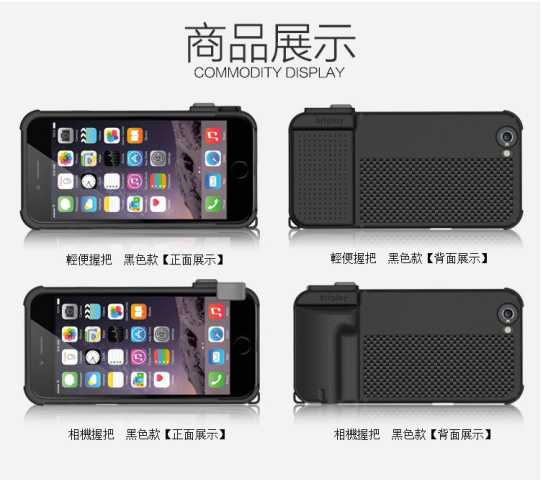 商品展示
COMMODITY DISPLAY
bitplay
輕便握把 黑色款【正面展示】
輕便握把 黑色款【背面展示】
bitplay
相機握把 黑色款【正面展示】
相機握把 黑色款【背面展示】